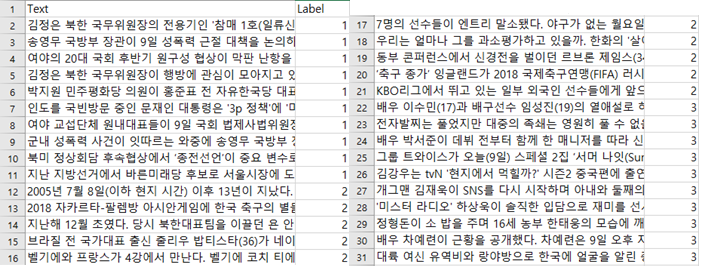 1 Text Label
2 김정은 북한 국무위원장의 전용기인 '참매 1호(일류신 1
3 송영무 국방부 장관이 9일 성폭력 근절 대책을 논의하 1
4 여야의 20대 국회 후반기 원구성 협상이 막판 난항을 1
5 김정은 북한 국무위원장이 행방에 관심이 모아지고 있 1
6 박지원 민주평화당 의원이 홍준표 전 자유한국당 대표 1
7 인도를 국빈방문 중인 문재인 대통령은 '3p 정책'에 '미 1
8 여야 교섭단체 원내대표들이 9일 국회 법제사법위원장 1
9 군내 성폭력 사건이 잇따르는 와중에 송영무 국방부 장 1
10 북미 정상회담 후속협상에서 '종전선언'이 중요 변수로 1
11 지난 지방선거에서 바른미래당 후보로 서울시장에 도 1
12 2005년 7월 8일(이하 현지 시간) 이후 13년이 지났다. 2
13 2018 자카르타-팔렘방 아시안게임에 한국 축구의 별들 2
14 지난해 12월 초였다. 당시 북한대표팀을 이끌던 은 안 2
15 브라질 전 국가대표 출신 줄리우 밥티스타(36)가 네이 2
16 벨기에와 프랑스가 4강에서 만난다. 벨기에 코치 티에 2
17 7명의 선수들이 엔트리 말소됐다. 야구가 없는 월요일 2
18 우리는 얼마나 그를 과소평가하고 있을까. 한화의 '살 2
19 동부 콘퍼런스에서 신경전을 벌이던 르브론 제임스(34 2
20 '축구 종가' 잉글랜드가 2018 국제축구연맹(FIFA) 러시 2
21 KBO리그에서 뛰고 있는 일부 외국인 선수들에게 앞으 2
22 배우 이수민(17)과 배구선수 임성진(19)의 열애설로 하 3
23 전자발찌는 풀었지만 대중의 족쇄는 영원히 풀 수 없을 3
24 배우 박서준이 데뷔 전부터 함께 한 매니저를 따라 신 3
25 그룹 트와이스가 오늘(9일) 스페셜 2집 '서머 나잇(Sum 3
26 김강우는 tvN '현지에서 먹힐까?' 시즌2 중국편에 출연 3
27 개그맨 김재욱이 SNS를 다시 시작하며 아내와 둘째의 3
28 '미스터 라디오' 하상욱이 솔직한 입담으로 재미를 선사 3
29 정형돈이 소 밥을 주며 16세 농부 한태웅의 모습에 깨 3
30 배우 차예련이 근황을 공개했다. 차예련은 9일 오후 자 3
31 대륙 여신 유역비와 랑야방으로 한국에 얼굴을 알린 중 3